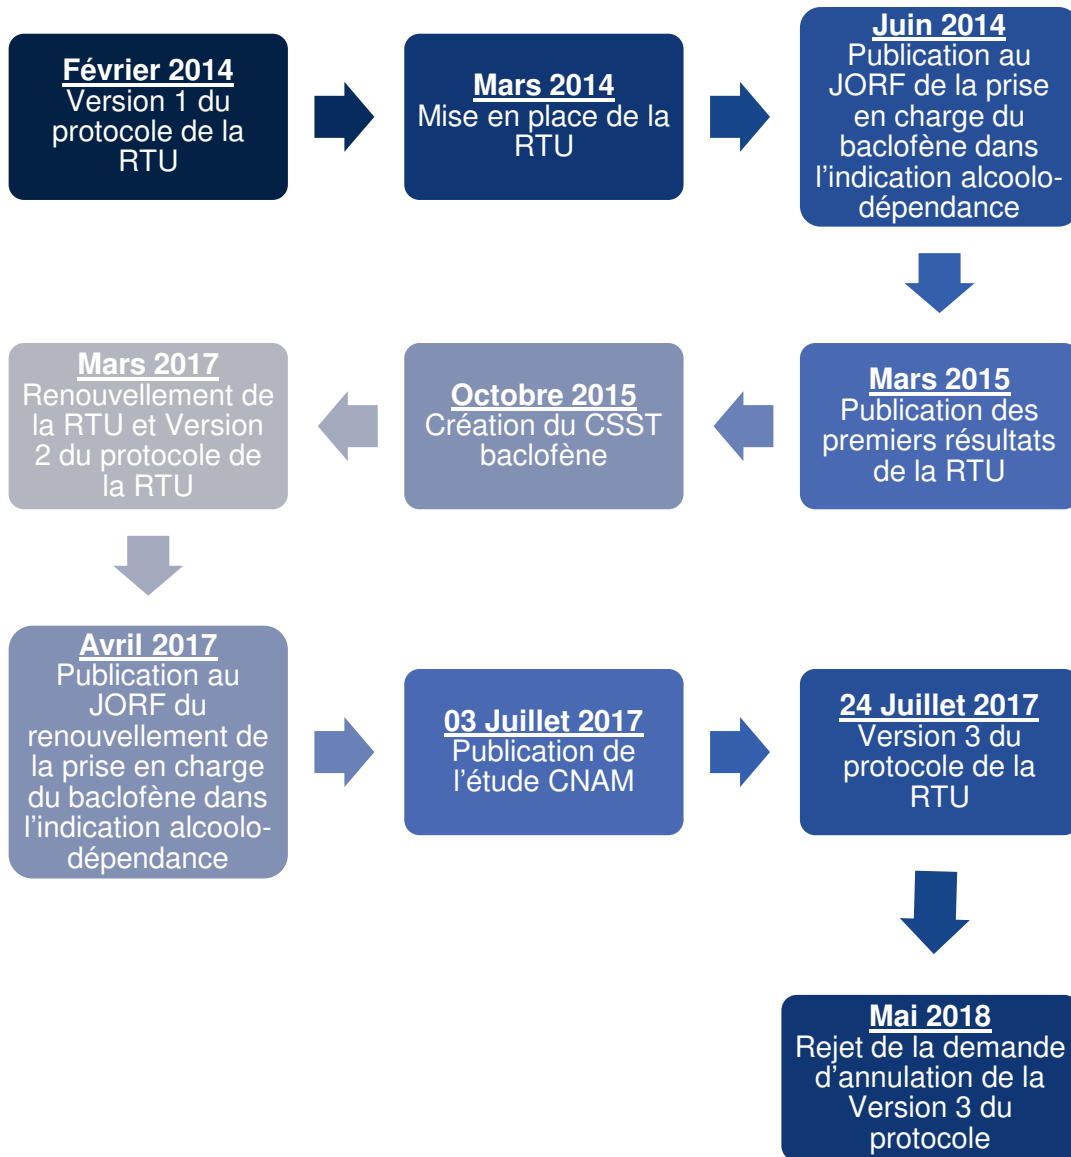 Février 2014
Version 1 du
protocole de la
RTU
Mars 2014
Mise en place de la
RTU
Juin 2014
Publication au
JORF de la prise
en charge du
baclofène dans
l'indication alcoolo-
dépendance
Mars 2015
Publication des
premiers résultats
de la RTU
Octobre 2015
Création du CSST
baclofène
Mars 2017
Renouvellement de
la RTU et Version
2 du protocole de
la RTU
Avril 2017
Publication au
JORF du
renouvellement de
la prise en charge
du baclofène dans
l'indication alcoolo-
dépendance
03 Juillet 2017
Publication de
l'étude CNAM
24 Juillet 2017
Version 3 du
protocole de la
RTU
Mai 2018
Rejet de la demande
d'annulation de la
Version 3 du
protocole